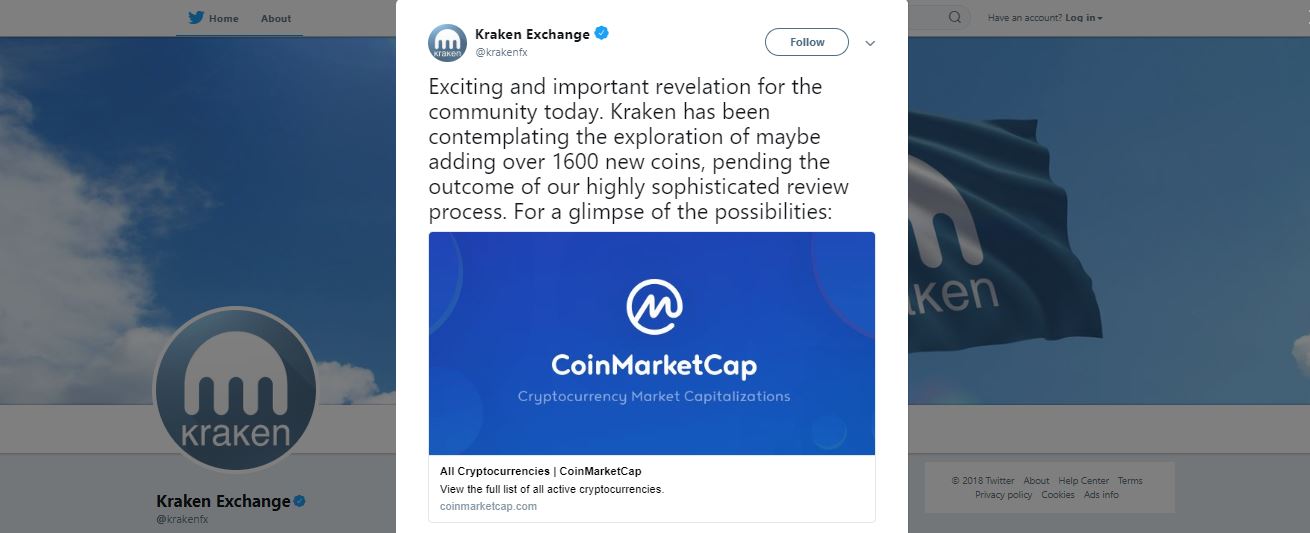 Home About
Have an account? Log in
kraken
Kraken Exchange
@krakenfx
Follow
Exciting and important revelation for the
community today. Kraken has been
contemplating the exploration of maybe
adding over 1600 new coins, pending the
outcome of our highly sophisticated review
process. For a glimpse of the possibilities:
CoinMarketCap
Cryptocurrency Market Capitalizations
All Cryptocurrencies | CoinMarketCap
View the full list of all active cryptocurrencies.
coinmarketcap.com
kraken
Kraken Exchange
@krakenfx
aken
© 2018 Twitter About Help Center Terms
Privacy policy Cookies Ads info